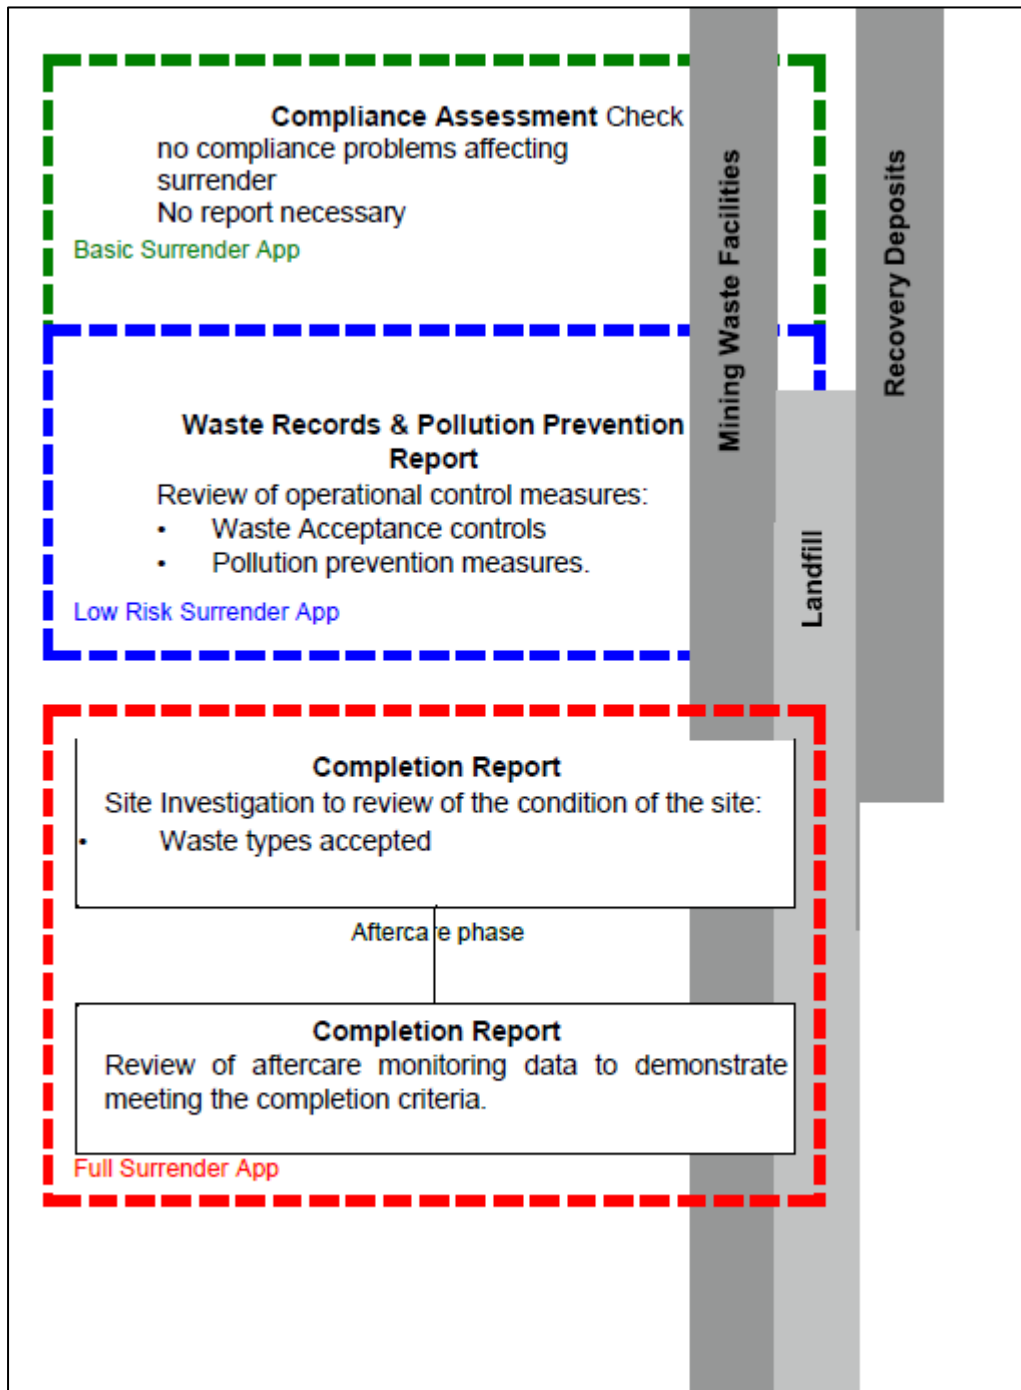 Compliance Assessment Check
no compliance problems affecting
surrender
No report necessary
Basic Surrender App
Waste Records & Pollution Prevention
Report
Review of operational control measures:
• Waste Acceptance controls
• Pollution prevention measures.
Low Risk Surrender App
Completion Report
Site Investigation to review of the condition of the site:
• Waste types accepted
Aftercare phase
Completion Report
Review of aftercare monitoring data to demonstrate
meeting the completion criteria.
Full Surrender App
Mining Waste Facilities
Landfill
Recovery Deposits